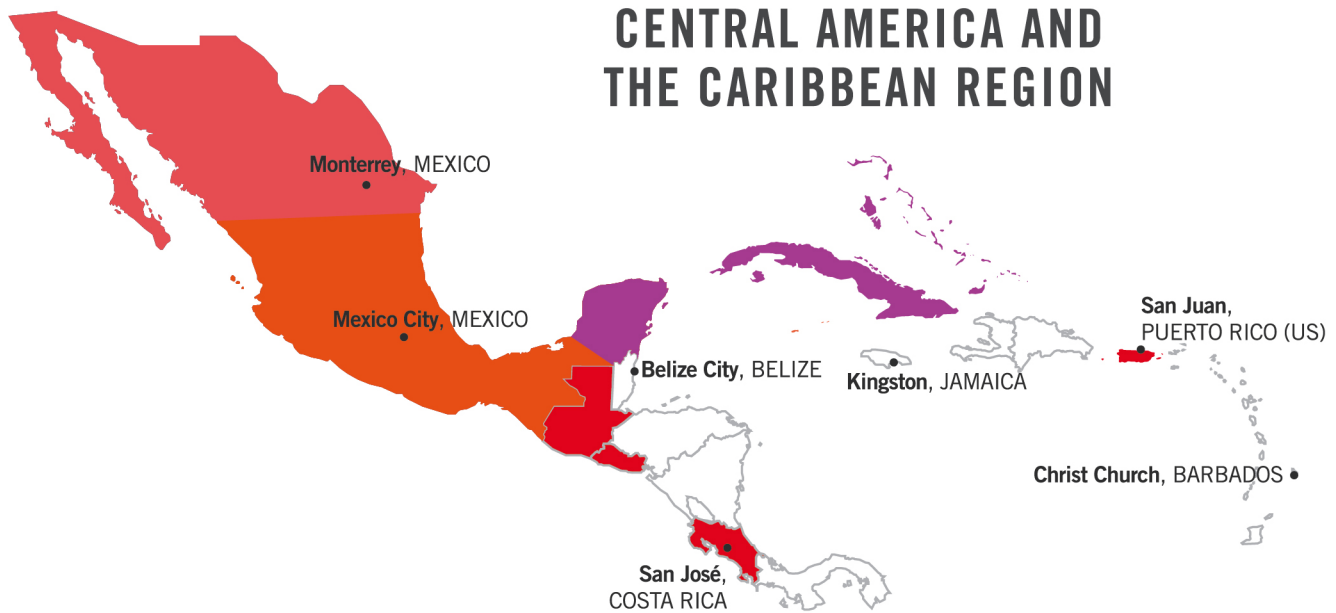 CENTRAL AMERICA AND
THE CARIBBEAN REGION
Monterrey, MEXICO
Mexico City, MEXICO
San Juan,
PUERTO RICO (US)
Belize City, BELIZE
Kingston, JAMAICA
Christ Church, BARBADOS
San José,
COSTA RICA